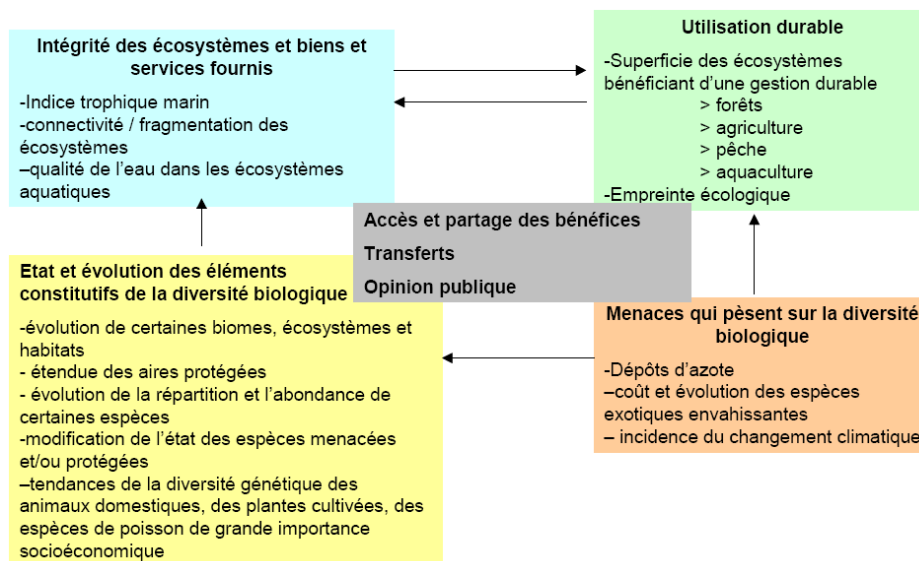 Intégrité des écosystèmes et biens et
services fournis
-Indice trophique marin
-connectivité / fragmentation des
écosystèmes
–qualité de l'eau dans les écosystèmes
aquatiques
Utilisation durable
-Superficie des écosystèmes
bénéficiant d'une gestion durable
> forêts
> agriculture
> pêche
> aquaculture
-Empreinte écologique
Accès et partage des bénéfices
Transferts
Opinion publique
Etat et évolution des éléments
constitutifs de la diversité biologique
-évolution de certaines biomes, écosystèmes et
habitats
- étendue des aires protégées
- évolution de la répartition et l'abondance de
certaines espèces
-modification de l'état des espèces menacées
et/ou protégées
–tendances de la diversité génétique des
animaux domestiques, des plantes cultivées, des
espèces de poisson de grande importance
socioéconomique
Menaces qui pèsent sur la diversité
biologique
-Dépôts d'azote
–coût et évolution des espèces
exotiques envahissantes
– incidence du changement climatique